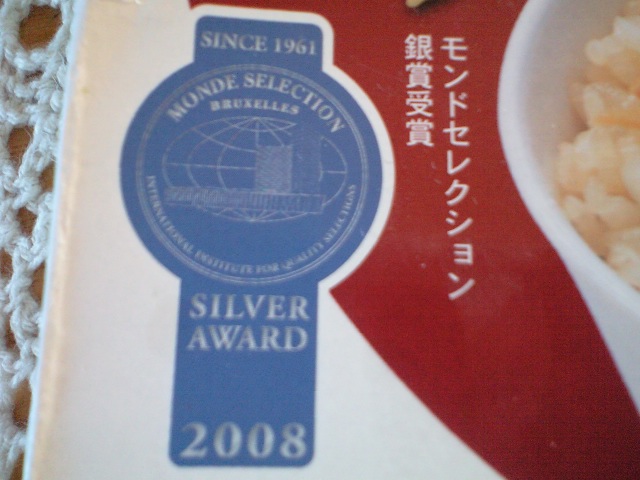 SINCE 1961
MONDE SELECTION
BRUXELLES
INTERNATIONAL INSTITUTE FOR QUALITY SELECTIONS
SILVER
AWARD
2008
モンドセレクション
銀賞受賞